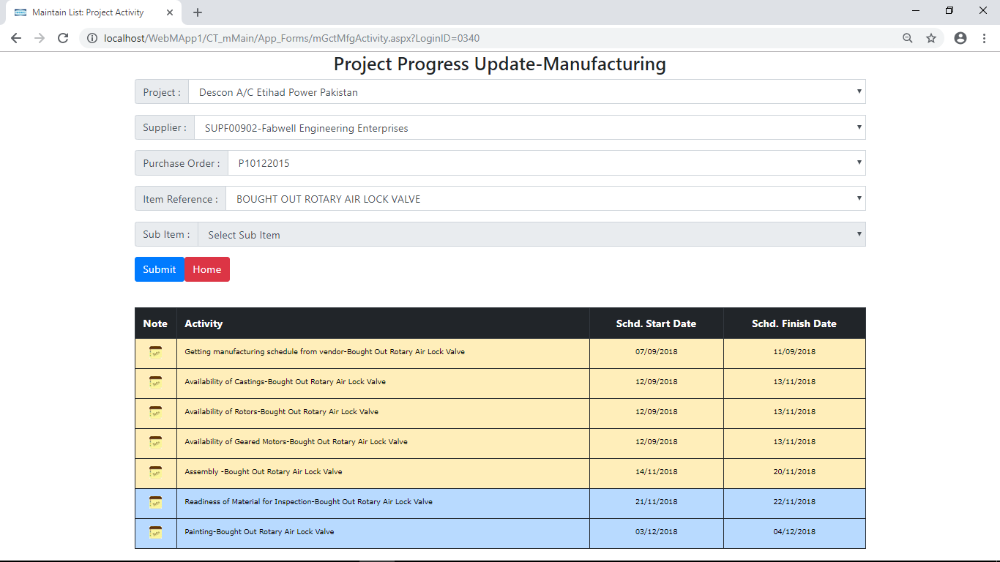 Maintain List: Project Activity
localhost/WebMApp1/CT_mMain/App_Forms/mGctMfgActivity.aspx?LoginID=0340
Project Progress Update-Manufacturing
Project : Descon A/C Etihad Power Pakistan
Supplier : SUPF00902-Fabwell Engineering Enterprises
Purchase Order : P10122015
Item Reference : BOUGHT OUT ROTARY AIR LOCK VALVE
Sub Item : Select Sub Item
Submit Home
Note Activity Schd. Start Date Schd. Finish Date
Getting manufacturing schedule from vendor-Bought Out Rotary Air Lock Valve 07/09/2018 11/09/2018
Availability of Castings-Bought Out Rotary Air Lock Valve 12/09/2018 13/11/2018
Availability of Rotors-Bought Out Rotary Air Lock Valve 12/09/2018 13/11/2018
Availability of Geared Motors-Bought Out Rotary Air Lock Valve 12/09/2018 13/11/2018
Assembly -Bought Out Rotary Air Lock Valve 14/11/2018 20/11/2018
Readiness of Material for Inspection-Bought Out Rotary Air Lock Valve 21/11/2018 22/11/2018
Painting-Bought Out Rotary Air Lock Valve 03/12/2018 04/12/2018